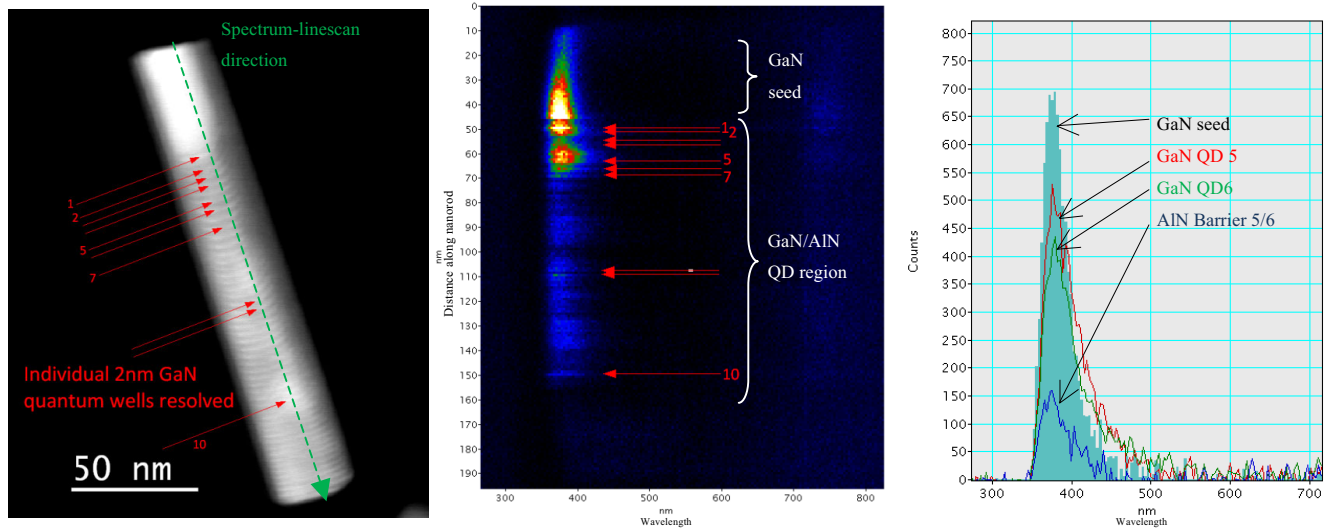 Spectrum-linescan
direction
1
2
5
7
Individual 2nm GaN
quantum wells resolved
10
50 nm
0
10
20
30
40
50
60
70
80
90
100
110
120
130
140
150
160
170
180
190
nm
Distance along nanorod
300
400
500
600
700
800
nm
Wavelength
GaN
seed
1
2
5
7
GaN/AlN
QD region
10
800
750
700
650
600
550
500
450
400
350
300
250
200
150
100
50
0
Counts
300
400
500
600
700
nm
Wavelength
GaN seed
GaN QD 5
GaN QD6
AlN Barrier 5/6